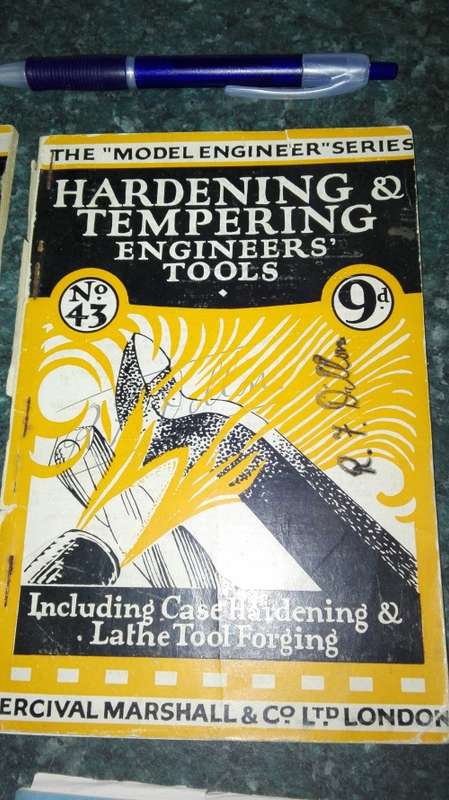 THE "MODEL ENGINEER" SERIES
HARDENING &
TEMPERING
ENGINEERS'
TOOLS
No 43
9d.
R. F. Dillon
Including Case Hardening &
Lathe Tool Forging
ERCIVAL MARSHALL & Co LTD LONDON